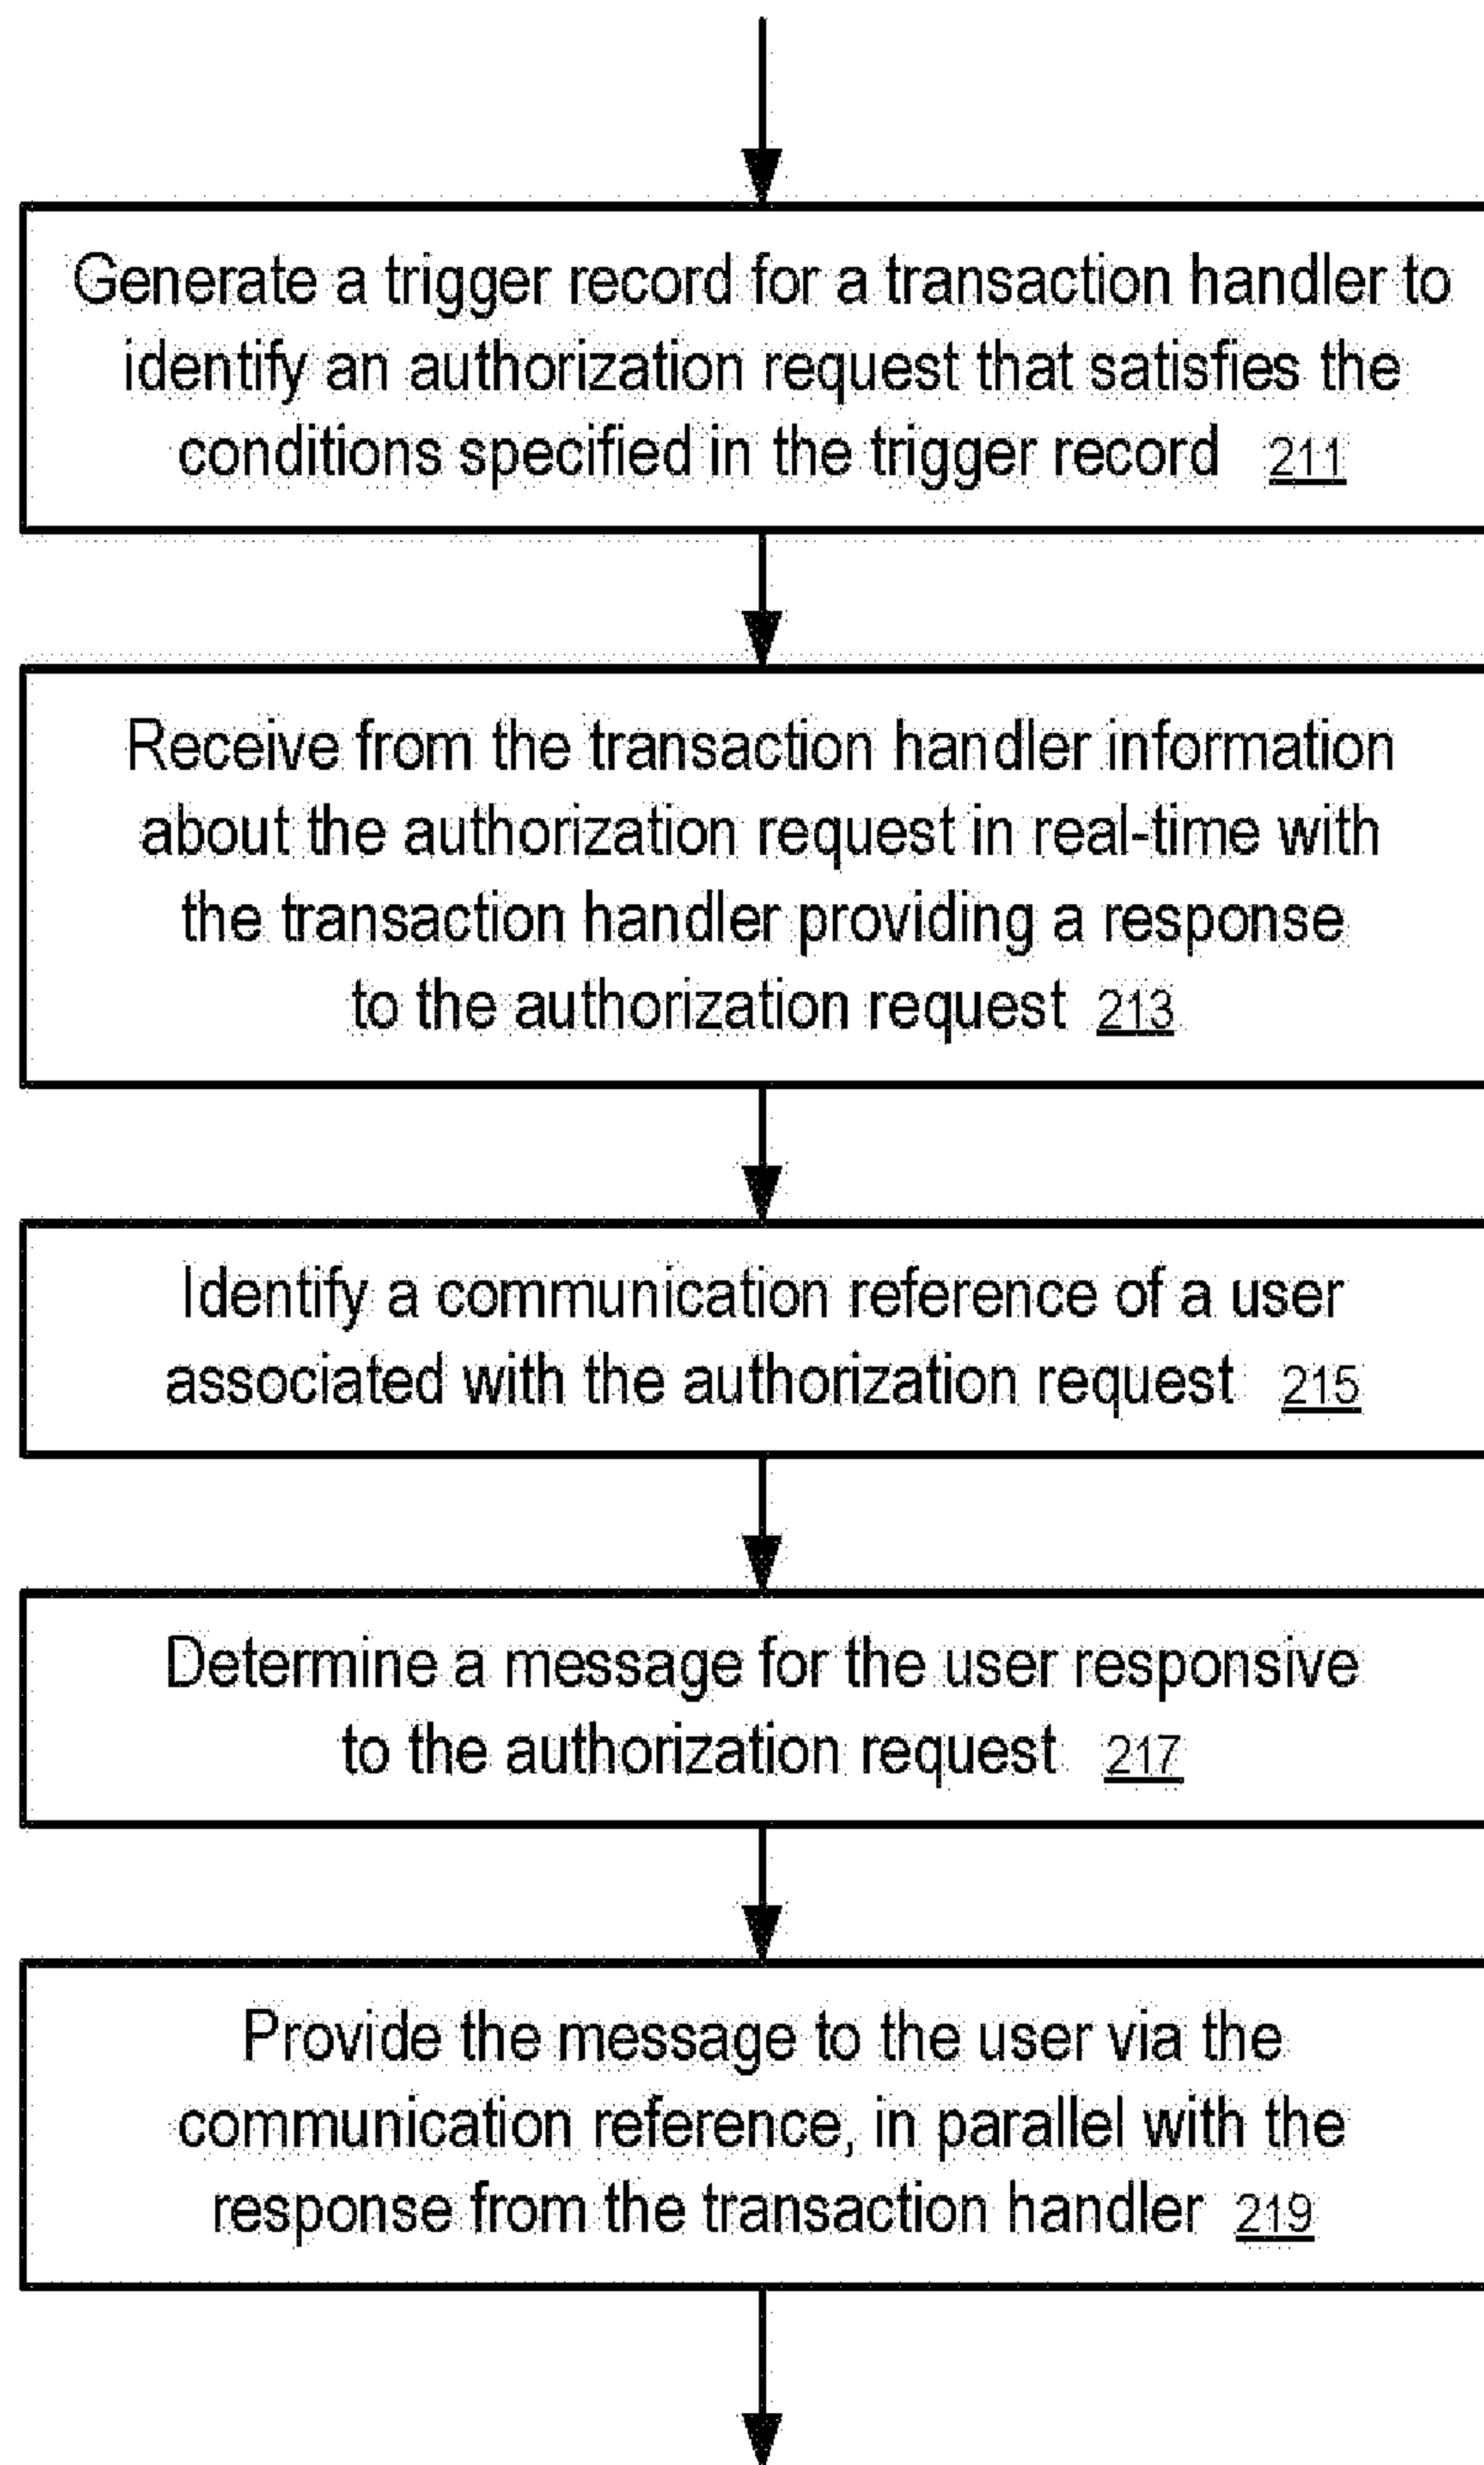 Generate a trigger record for a transaction handler to
identify an authorization request that satisfies the
conditions specified in the trigger record 211
Receive from the transaction handler information
about the authorization request in real-time with
the transaction handler providing a response
to the authorization request 213
Identify a communication reference of a user
associated with the authorization request 215
Determine a message for the user responsive
to the authorization request 217
Provide the message to the user via the
communication reference, in parallel with the
response from the transaction handler 219